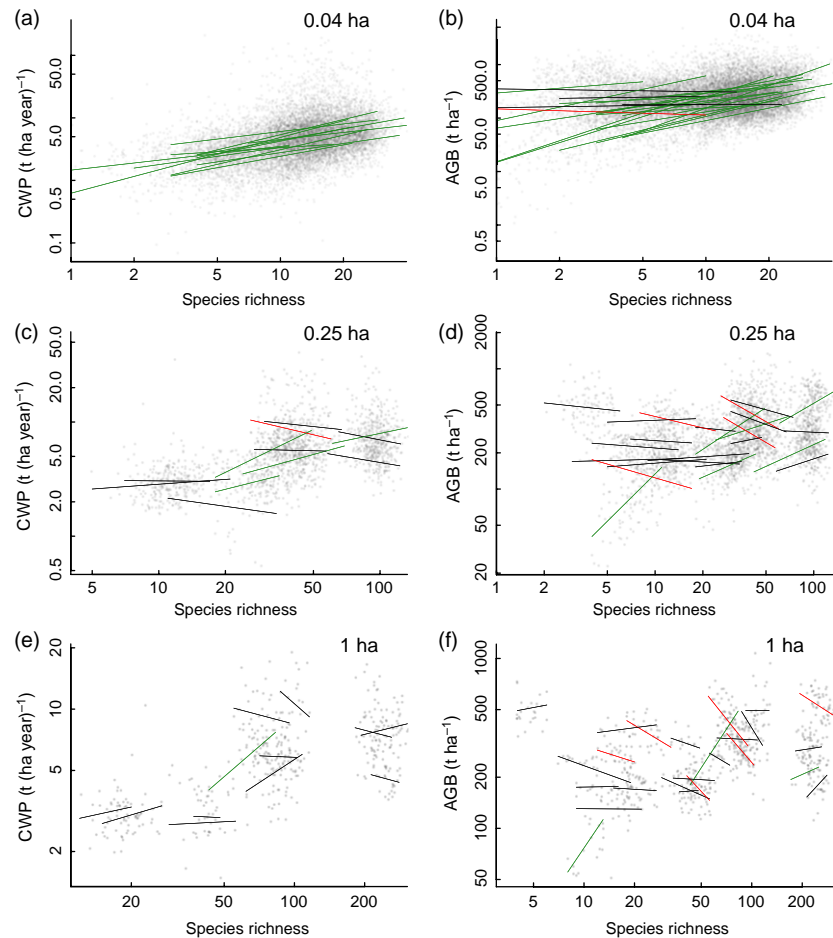 (a) 0.04 ha
CWP (t (ha year)−1)
50.0
5.0
0.5
0.1
1 2 5 10 20
Species richness
(b) 0.04 ha
AGB (t ha−1)
500.0
50.0
5.0
0.5
1 2 5 10 20
Species richness
(c) 0.25 ha
CWP (t (ha year)−1)
50.0
20.0
5.0
2.0
0.5
5 10 20 50 100
Species richness
(d) 0.25 ha
AGB (t ha−1)
2000
500
200
50
20
1 2 5 10 20 50 100
Species richness
(e) 1 ha
CWP (t (ha year)−1)
20
10
5
2
20 50 100 200
Species richness
(f) 1 ha
AGB (t ha−1)
1000
500
200
100
50
5 10 20 50 100 200
Species richness